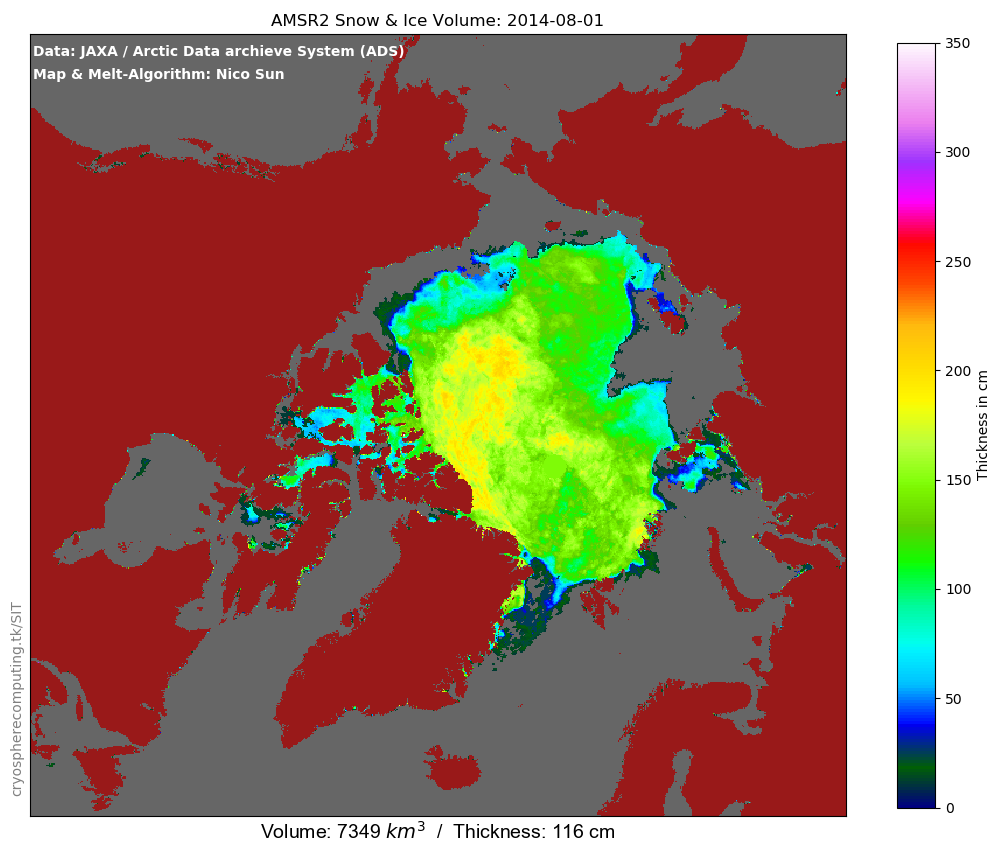 AMSR2 Snow & Ice Volume: 2014-08-01
Data: JAXA / Arctic Data archieve System (ADS)
Map & Melt-Algorithm: Nico Sun
350
300
250
200
150
100
50
0
Thickness in cm
cryospherecomputing.tk/SIT
Volume: 7349 km³ / Thickness: 116 cm